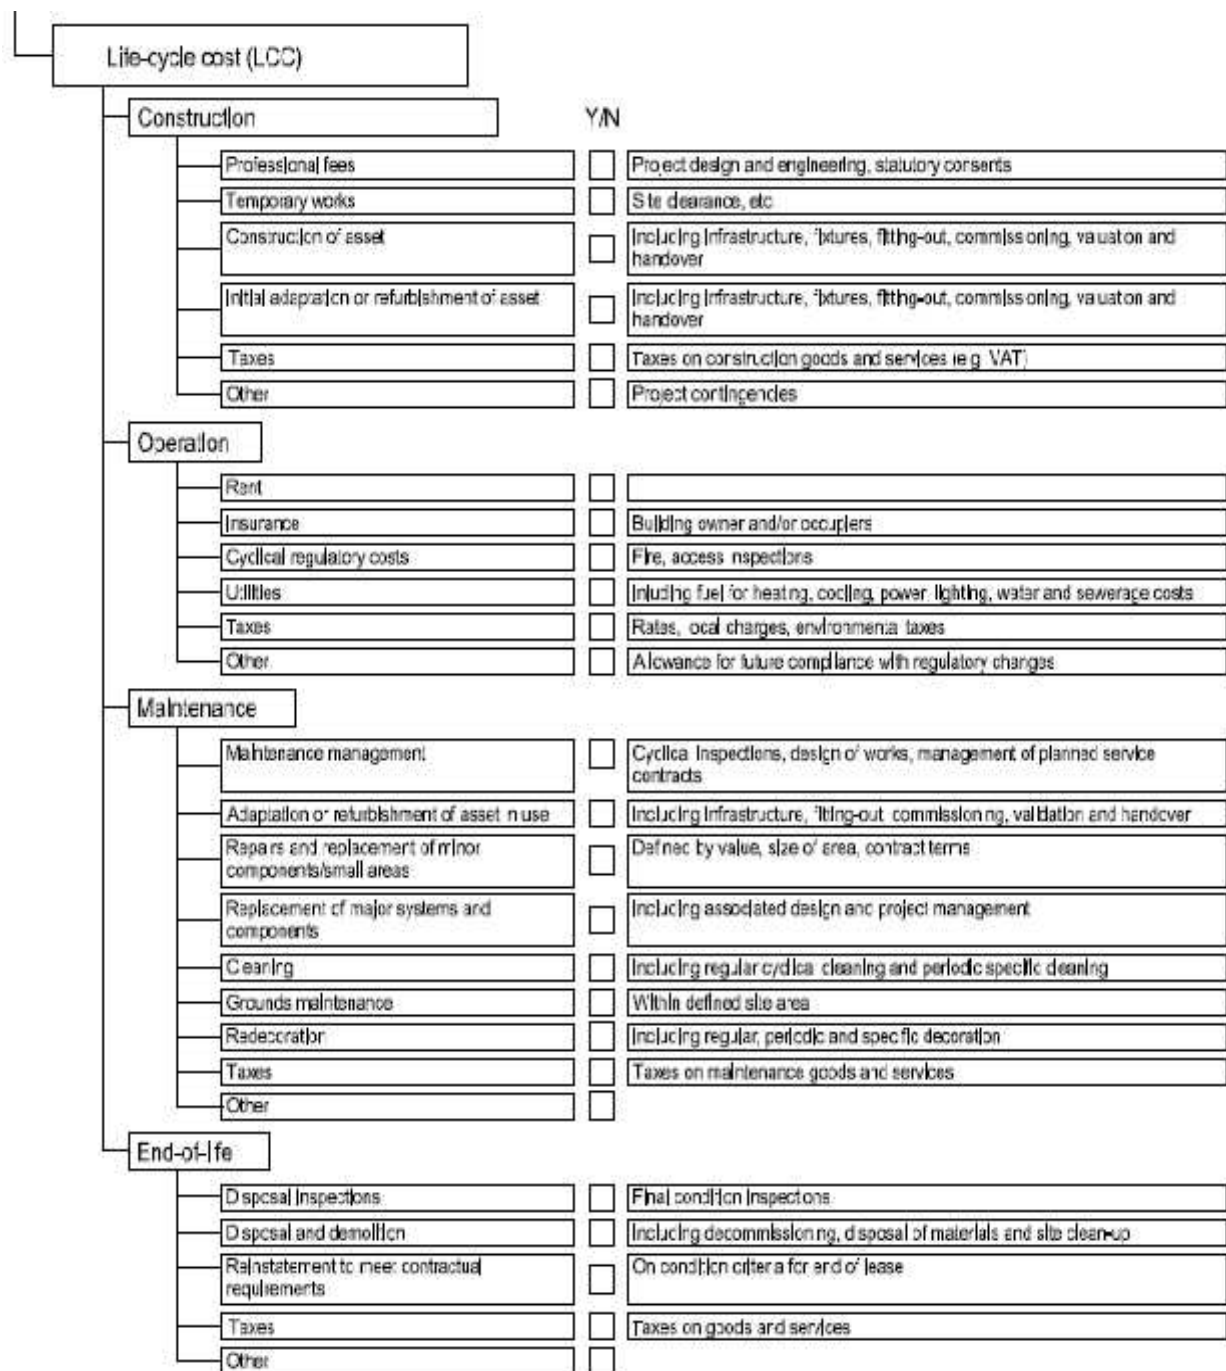 Life-cycle cost (LCC)
Construction
Y/N
Professional fees
Project design and engineering, statutory consents
Temporary works
Site clearance, etc
Construction of asset
Including infrastructure, fixtures, fitting-out, commissioning, valuation and
handover
Initial adaptation or refurbishment of asset
Including infrastructure, fixtures, fitting-out, commissioning, valuation and
handover
Taxes
Taxes on construction goods and services (e.g. VAT)
Other
Project contingencies
Operation
Rent
Insurance
Building owner and/or occupiers
Cyclical regulatory costs
Fire, access inspections
Utilities
Inluding fuel for heating, cooling, power, lighting, water and sewerage costs
Taxes
Rates, local charges, environmental taxes
Other
Allowance for future compliance with regulatory changes
Maintenance
Maintenance management
Cyclical inspections, design of works, management of planned service
contracts
Adaptation or refurbishment of asset in use
Including infrastructure, fitting-out, commissioning, validation and handover
Repairs and replacement of minor
components/small areas
Defined by value, size of area, contract terms
Replacement of major systems and
components
Including associated design and project management
Cleaning
Including regular cyclical cleaning and periodic specific cleaning
Grounds maintenance
Within defined site area
Redecoration
Including regular, periodic and specific decoration
Taxes
Taxes on maintenance goods and services
Other
End-of-life
Disposal inspections
Final condition inspections
Disposal and demolition
Including decommissioning, disposal of materials and site clean-up
Reinstatement to meet contractual
requirements
On condition criteria for end of lease
Taxes
Taxes on goods and services
Other